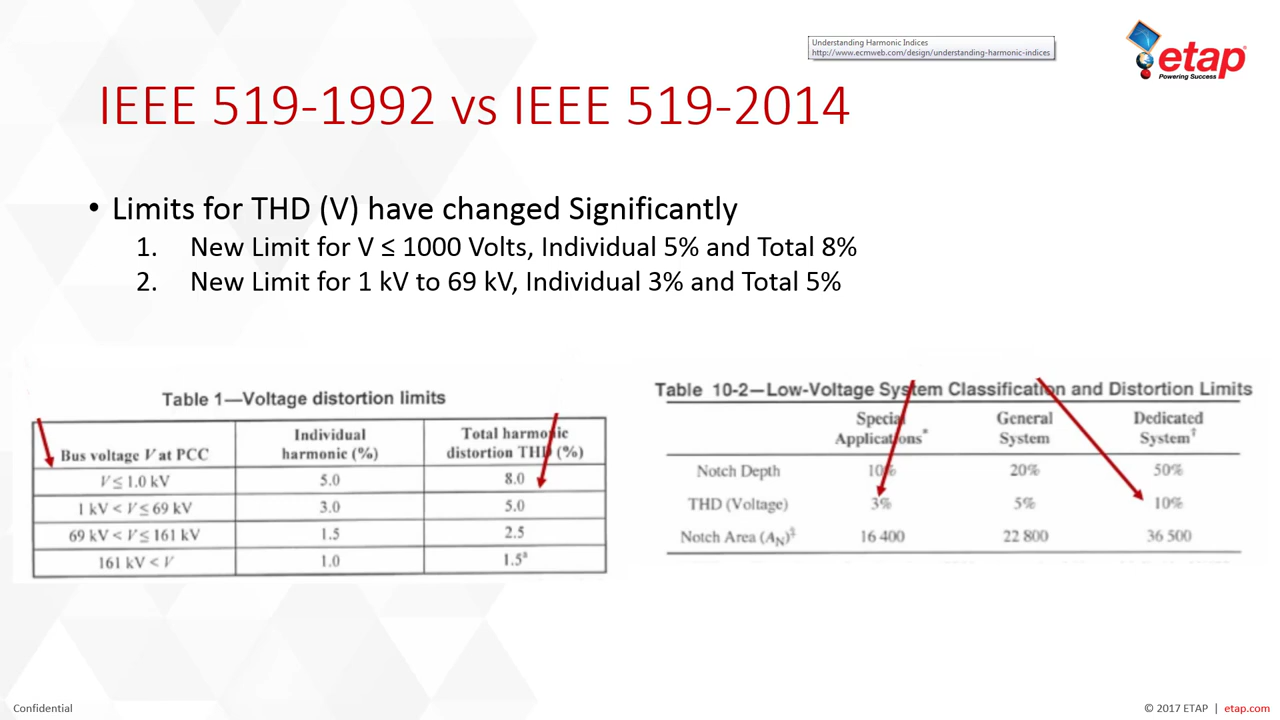 Understanding Harmonic Indices
http://www.ecmweb.com/design/understanding-harmonic-indices
etap®
Powering Success™
IEEE 519-1992 vs IEEE 519-2014
• Limits for THD (V) have changed Significantly
1. New Limit for V ≤ 1000 Volts, Individual 5% and Total 8%
2. New Limit for 1 kV to 69 kV, Individual 3% and Total 5%
Table 1—Voltage distortion limits
Bus voltage V at PCC Individual harmonic (%) Total harmonic distortion THD (%)
V ≤ 1.0 kV 5.0 8.0
1 kV < V ≤ 69 kV 3.0 5.0
69 kV < V ≤ 161 kV 1.5 2.5
161 kV < V 1.0 1.5ª
Table 10-2—Low-Voltage System Classification and Distortion Limits
Special Applications* General System Dedicated System†
Notch Depth 10% 20% 50%
THD (Voltage) 3% 5% 10%
Notch Area (AN)‡ 16 400 22 800 36 500
Confidential
© 2017 ETAP | etap.com